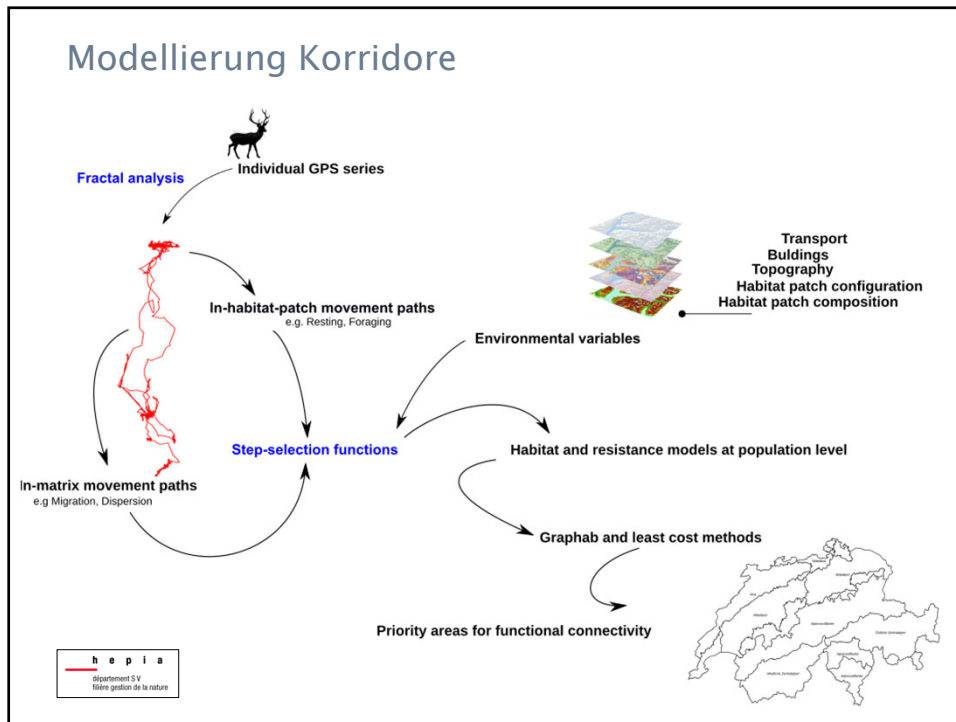 Modellierung Korridore
Individual GPS series
Fractal analysis
Transport
Buldings
Topography
Habitat patch configuration
Habitat patch composition
In-habitat-patch movement paths
e.g. Resting, Foraging
Environmental variables
Step-selection functions
Habitat and resistance models at population level
In-matrix movement paths
e.g Migration, Dispersion
Graphab and least cost methods
Priority areas for functional connectivity
hepia
département SV
filière gestion de la nature